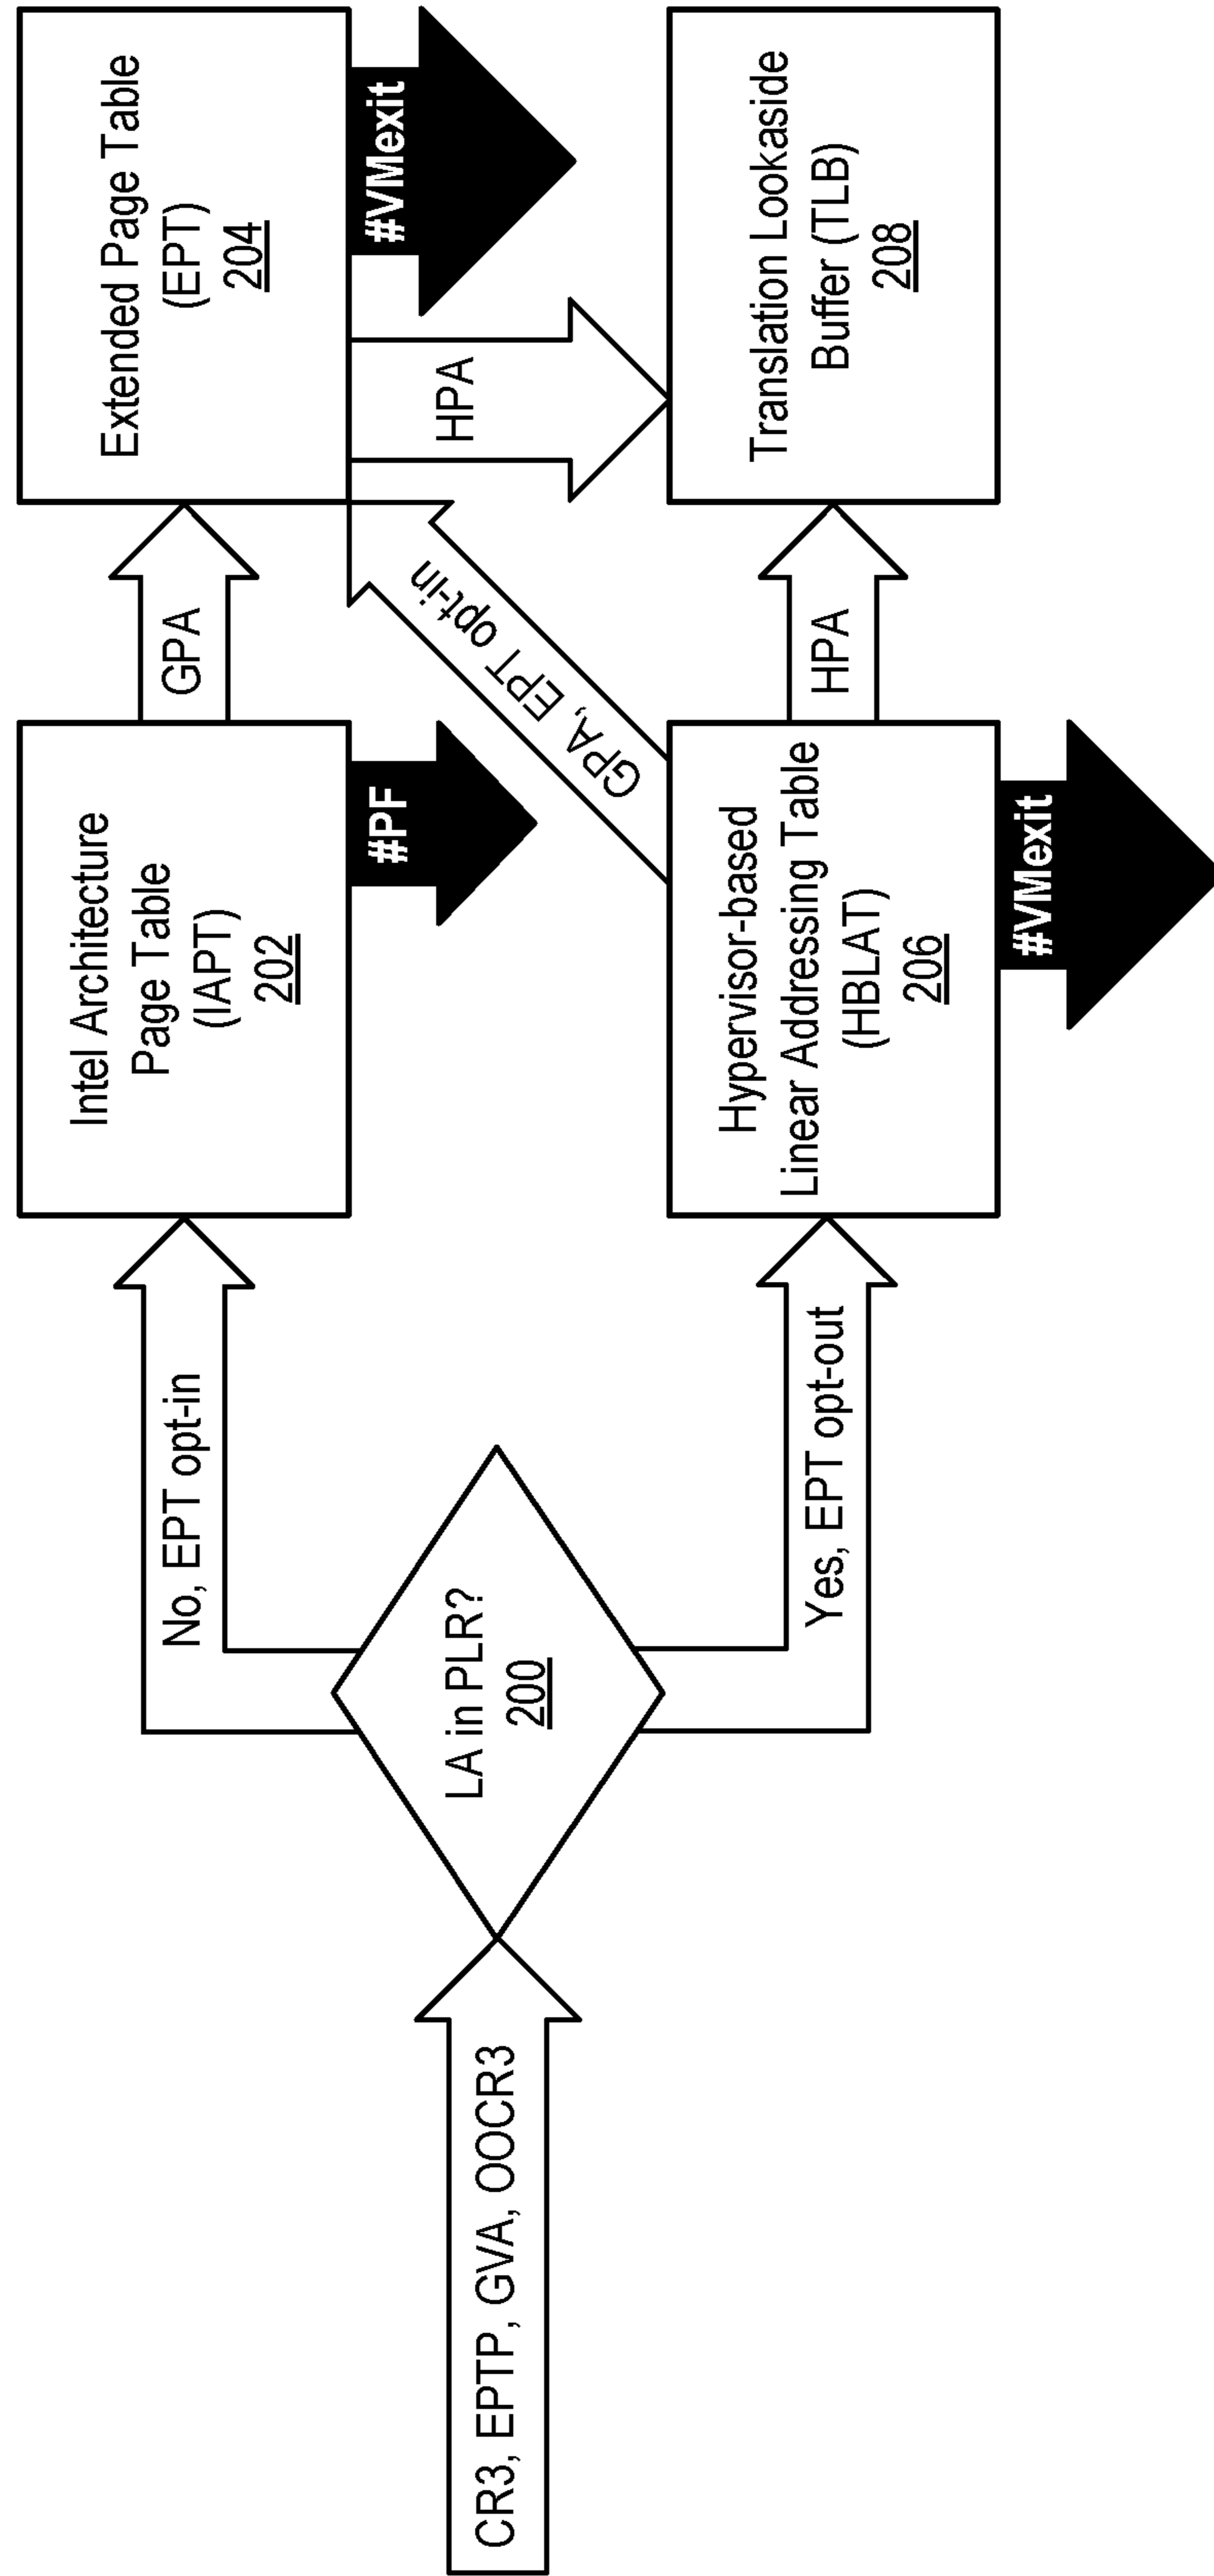 CR3, EPTP, GVA, OOCR3
LA in PLR?
200
No, EPT opt-in
Yes, EPT opt-out
Intel Architecture
Page Table
(IAPT)
202
#PF
GPA
Extended Page Table
(EPT)
204
#VMexit
HPA
GPA, EPT opt-in
Hypervisor-based
Linear Addressing Table
(HBLAT)
206
#VMexit
HPA
Translation Lookaside
Buffer (TLB)
208